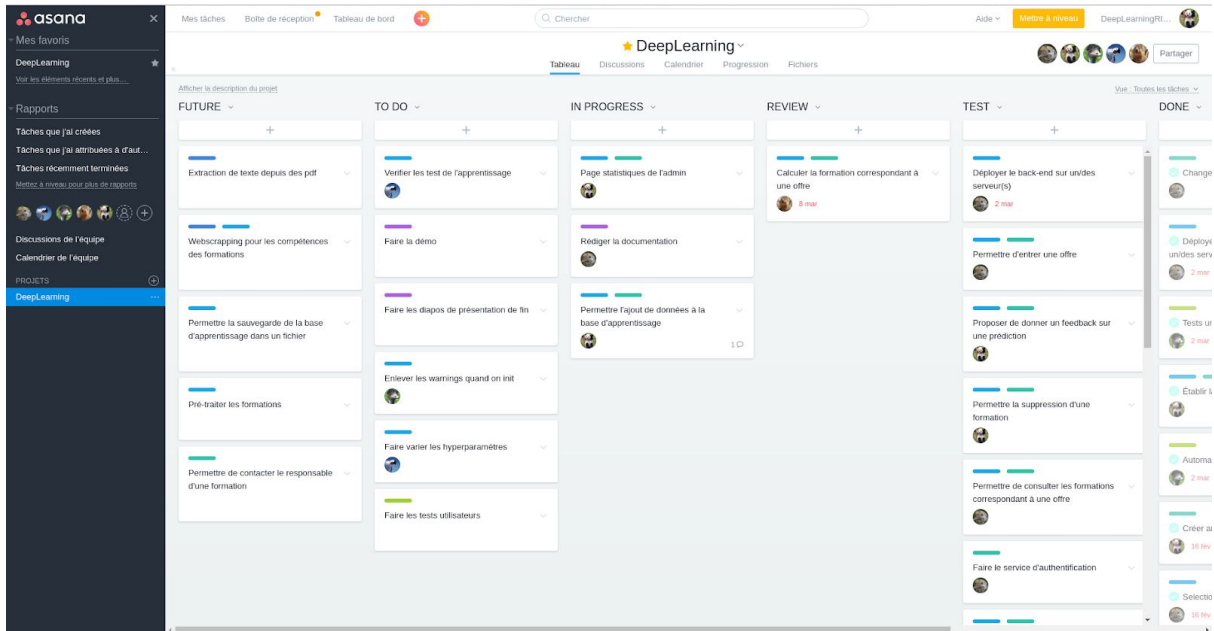 asana
Mes tâches Boîte de réception Tableau de bord
Chercher
Aide
Mettre à niveau
DeepLearningRI...
Mes favoris
DeepLearning
Voir les éléments récents et plus...
Rapports
Tâches que j'ai créées
Tâches que j'ai attribuées à d'aut...
Tâches récemment terminées
Mettez à niveau pour plus de rapports
Discussions de l'équipe
Calendrier de l'équipe
PROJETS
DeepLearning
DeepLearning
Tableau Discussions Calendrier Progression Fichiers
Partager
Afficher la description du projet
Vue : Toutes les tâches
FUTURE
Extraction de texte depuis des pdf
Webscrapping pour les compétences
des formations
Permettre la sauvegarde de la base
d'apprentissage dans un fichier
Pré-traiter les formations
Permettre de contacter le responsable
d'une formation
TO DO
Verifier les test de l'apprentissage
Faire la démo
Faire les diapos de présentation de fin
Enlever les warnings quand on init
Faire varier les hyperparamètres
Faire les tests utilisateurs
IN PROGRESS
Page statistiques de l'admin
Rédiger la documentation
Permettre l'ajout de données à la
base d'apprentissage
1
REVIEW
Calculer la formation correspondant à
une offre
8 mar
TEST
Déployer le back-end sur un/des
serveur(s)
2 mar
Permettre d'entrer une offre
Proposer de donner un feedback sur
une prédiction
Permettre la suppression d'une
formation
Permettre de consulter les formations
correspondant à une offre
Faire le service d'authentification
DONE
Change
Déploye
un/des serv
2 mar
Tests un
2 mar
Établir l
Automa
2 mar
Créer a
16 fév
Selectio
16 fév